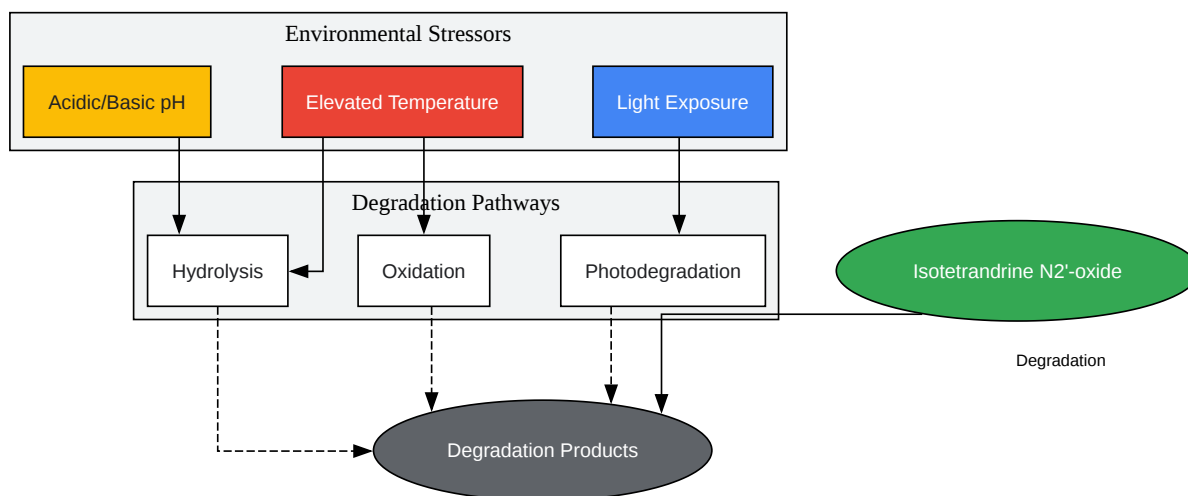 Environmental Stressors
Acidic/Basic pH
Elevated Temperature
Light Exposure
Degradation Pathways
Hydrolysis
Oxidation
Photodegradation
Isotetrandrine N2'-oxide
Degradation
Degradation Products